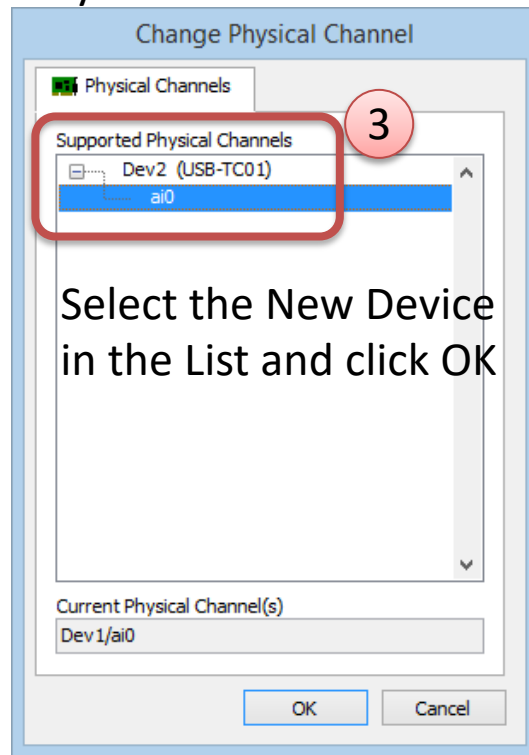 Change Physical Channel
Physical Channels
3
Supported Physical Channels
Dev2 (USB-TC01)
ai0
Select the New Device
in the List and click OK
Current Physical Channel(s)
Dev1/ai0
OK
Cancel